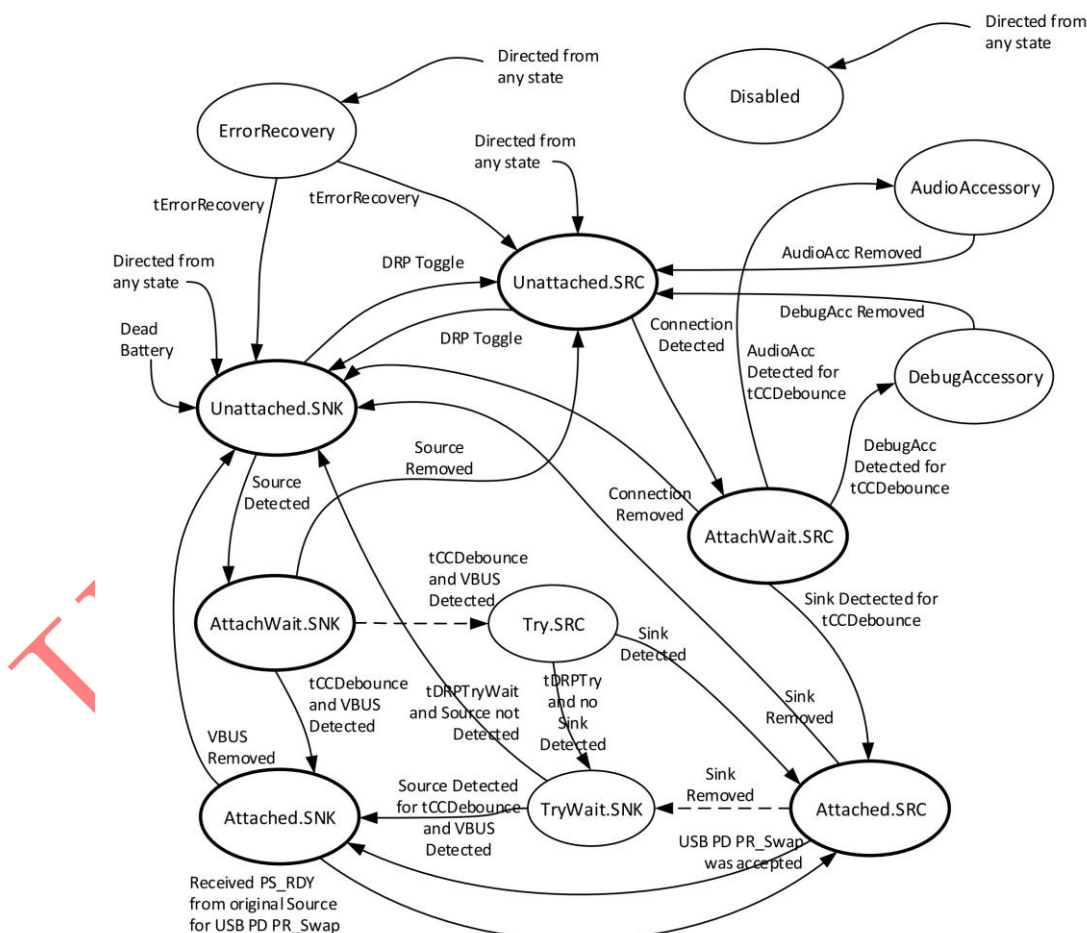 Directed from
any state
Directed from
any state
Disabled
ErrorRecovery
Directed from
any state
AudioAccessory
tErrorRecovery
tErrorRecovery
AudioAcc Removed
Directed from
any state
DRP Toggle
Unattached.SRC
DebugAcc Removed
Dead
Battery
DRP Toggle
Connection
Detected
AudioAcc
Detected for
tCCDebounce
DebugAccessory
Unattached.SNK
Source
Removed
DebugAcc
Detected for
tCCDebounce
Source
Detected
Connection
Removed
AttachWait.SRC
tCCDebounce
and VBUS
Detected
Sink Dectected for
tCCDebounce
AttachWait.SNK
Try.SRC
Sink
Detected
tCCDebounce
and VBUS
Detected
tDRPTryWait
and Source not
Detected
tDRPTry
and no
Sink
Detected
Sink
Removed
VBUS
Removed
Source Detected
for tCCDebounce
and VBUS
Detected
Sink
Removed
Attached.SNK
TryWait.SNK
Attached.SRC
USB PD PR_Swap
was accepted
Received PS_RDY
from original Source
for USB PD PR_Swap